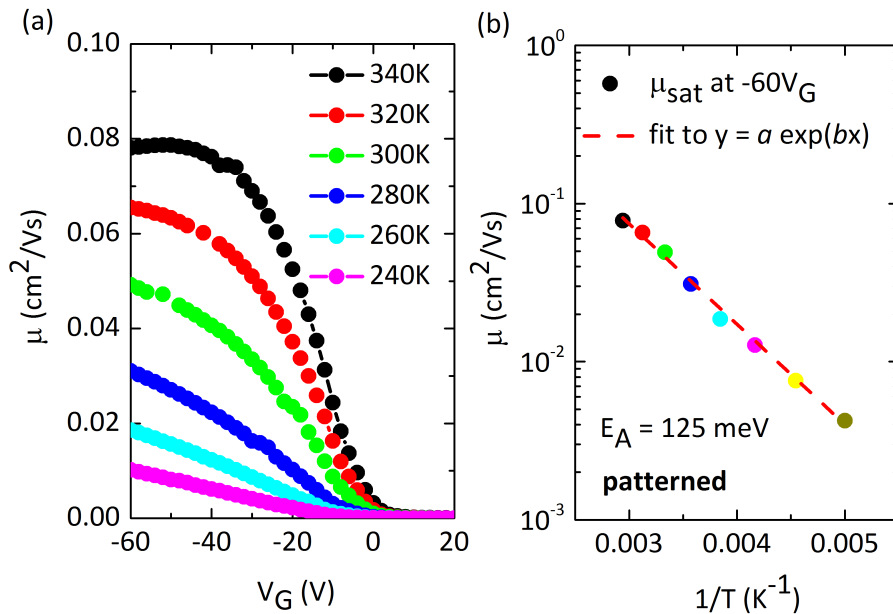 (a)
0.10
0.08
0.06
0.04
0.02
0.00
μ (cm²/Vs)
340K
320K
300K
280K
260K
240K
-60 -40 -20 0 20
V_G (V)
(b)
10⁰
10⁻¹
10⁻²
10⁻³
μ (cm²/Vs)
μ_sat at -60V_G
fit to y = a exp(bx)
E_A = 125 meV
patterned
0.003 0.004 0.005
1/T (K⁻¹)